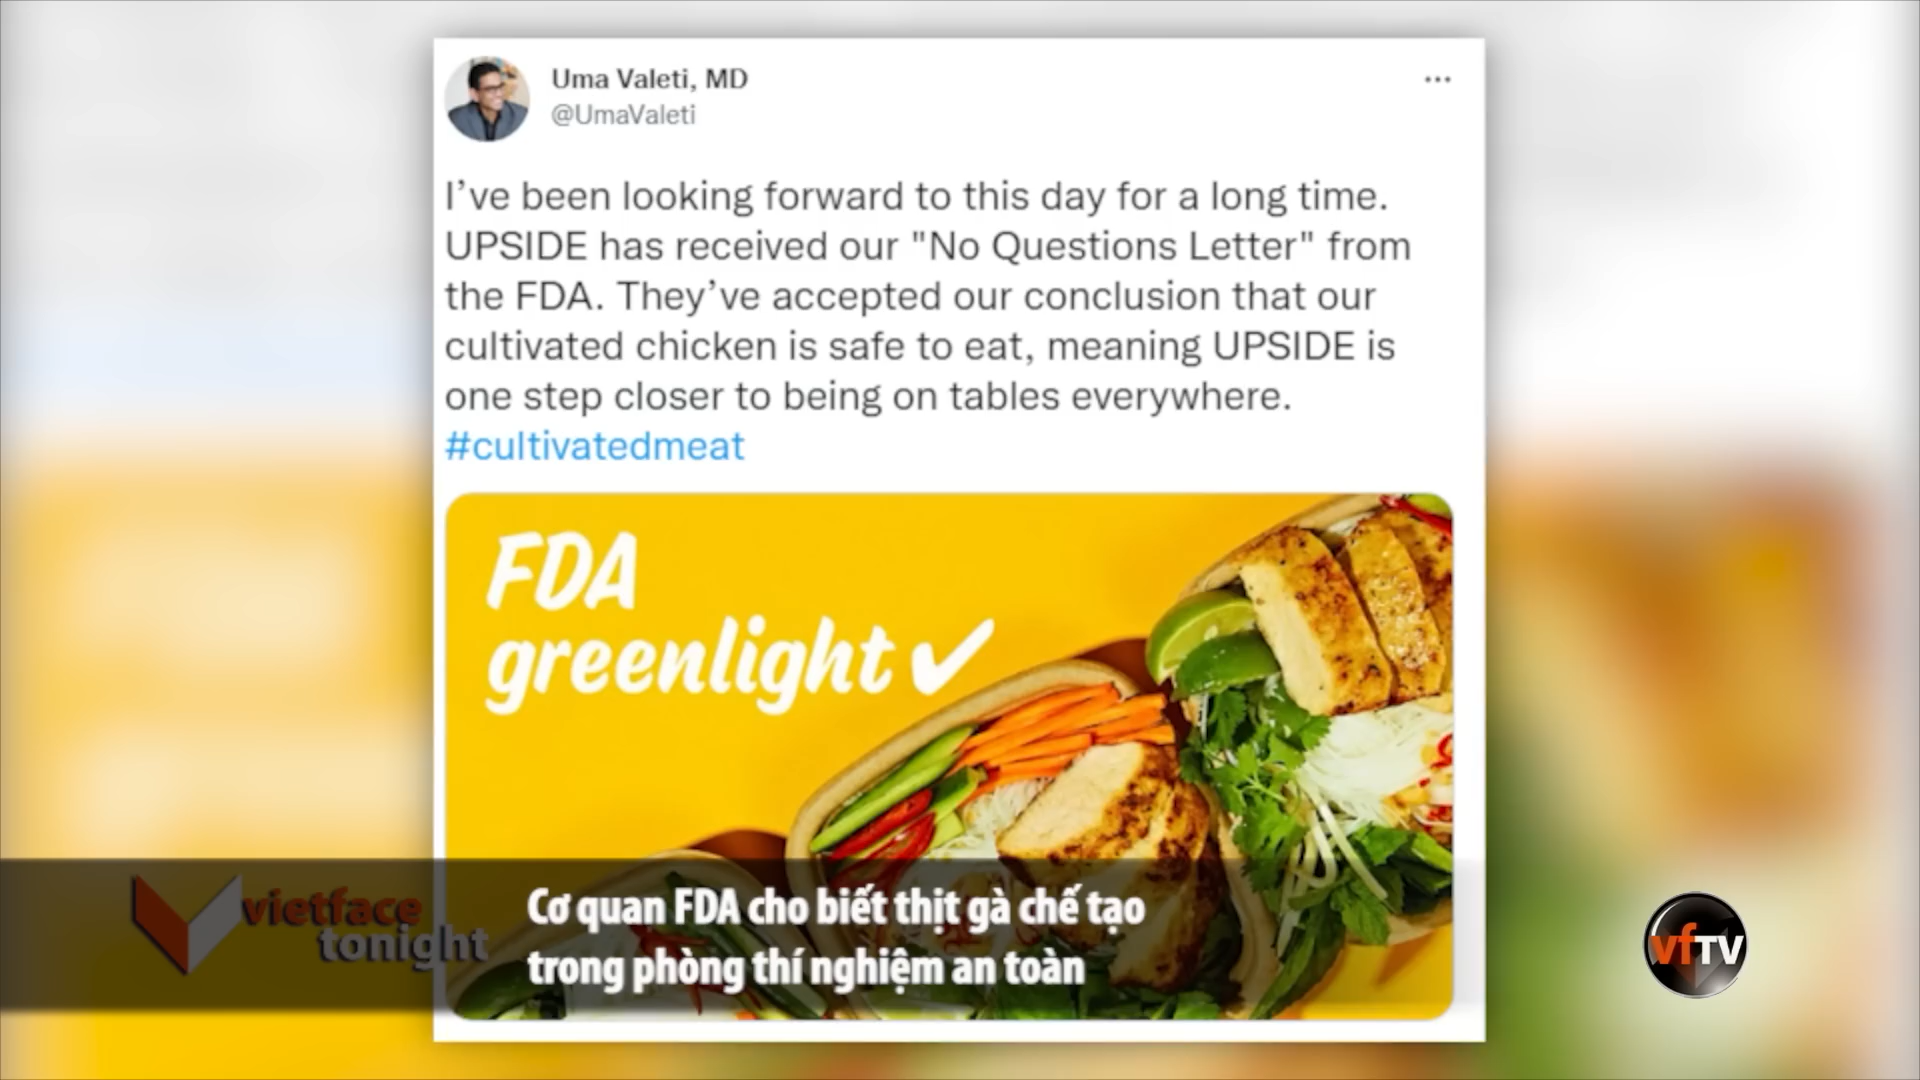 Uma Valeti, MD
@UmaValeti
I’ve been looking forward to this day for a long time.
UPSIDE has received our "No Questions Letter" from
the FDA. They’ve accepted our conclusion that our
cultivated chicken is safe to eat, meaning UPSIDE is
one step closer to being on tables everywhere.
#cultivatedmeat
FDA
greenlight ✓
vietface
tonight
Cơ quan FDA cho biết thịt gà chế tạo
trong phòng thí nghiệm an toàn
vfTV